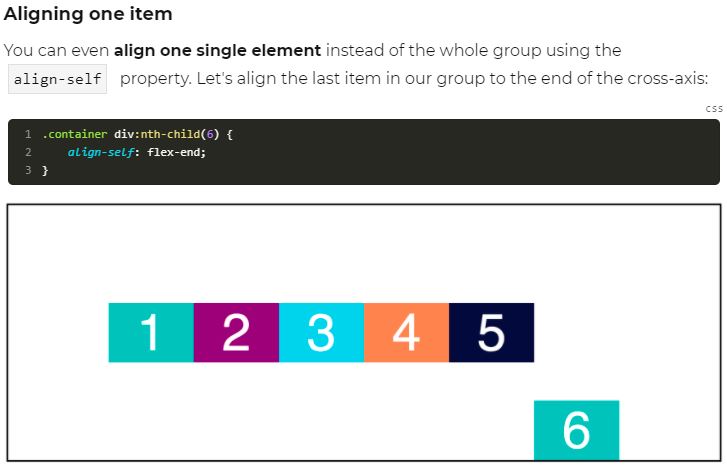 Aligning one item
You can even align one single element instead of the whole group using the
align-self property. Let's align the last item in our group to the end of the cross-axis:
css
1 .container div:nth-child(6) {
2     align-self: flex-end;
3 }
1 2 3 4 5
6